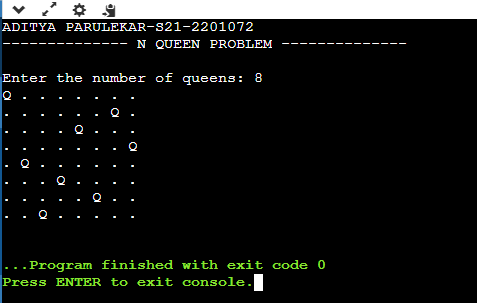 ADITYA PARULEKAR-S21-2201072
-------------- N QUEEN PROBLEM --------------
Enter the number of queens: 8
Q . . . . . . .
. . . . . . Q .
. . . . Q . . .
. . . . . . . Q
. Q . . . . . .
. . . Q . . . .
. . . . . Q . .
. . Q . . . . .
...Program finished with exit code 0
Press ENTER to exit console.